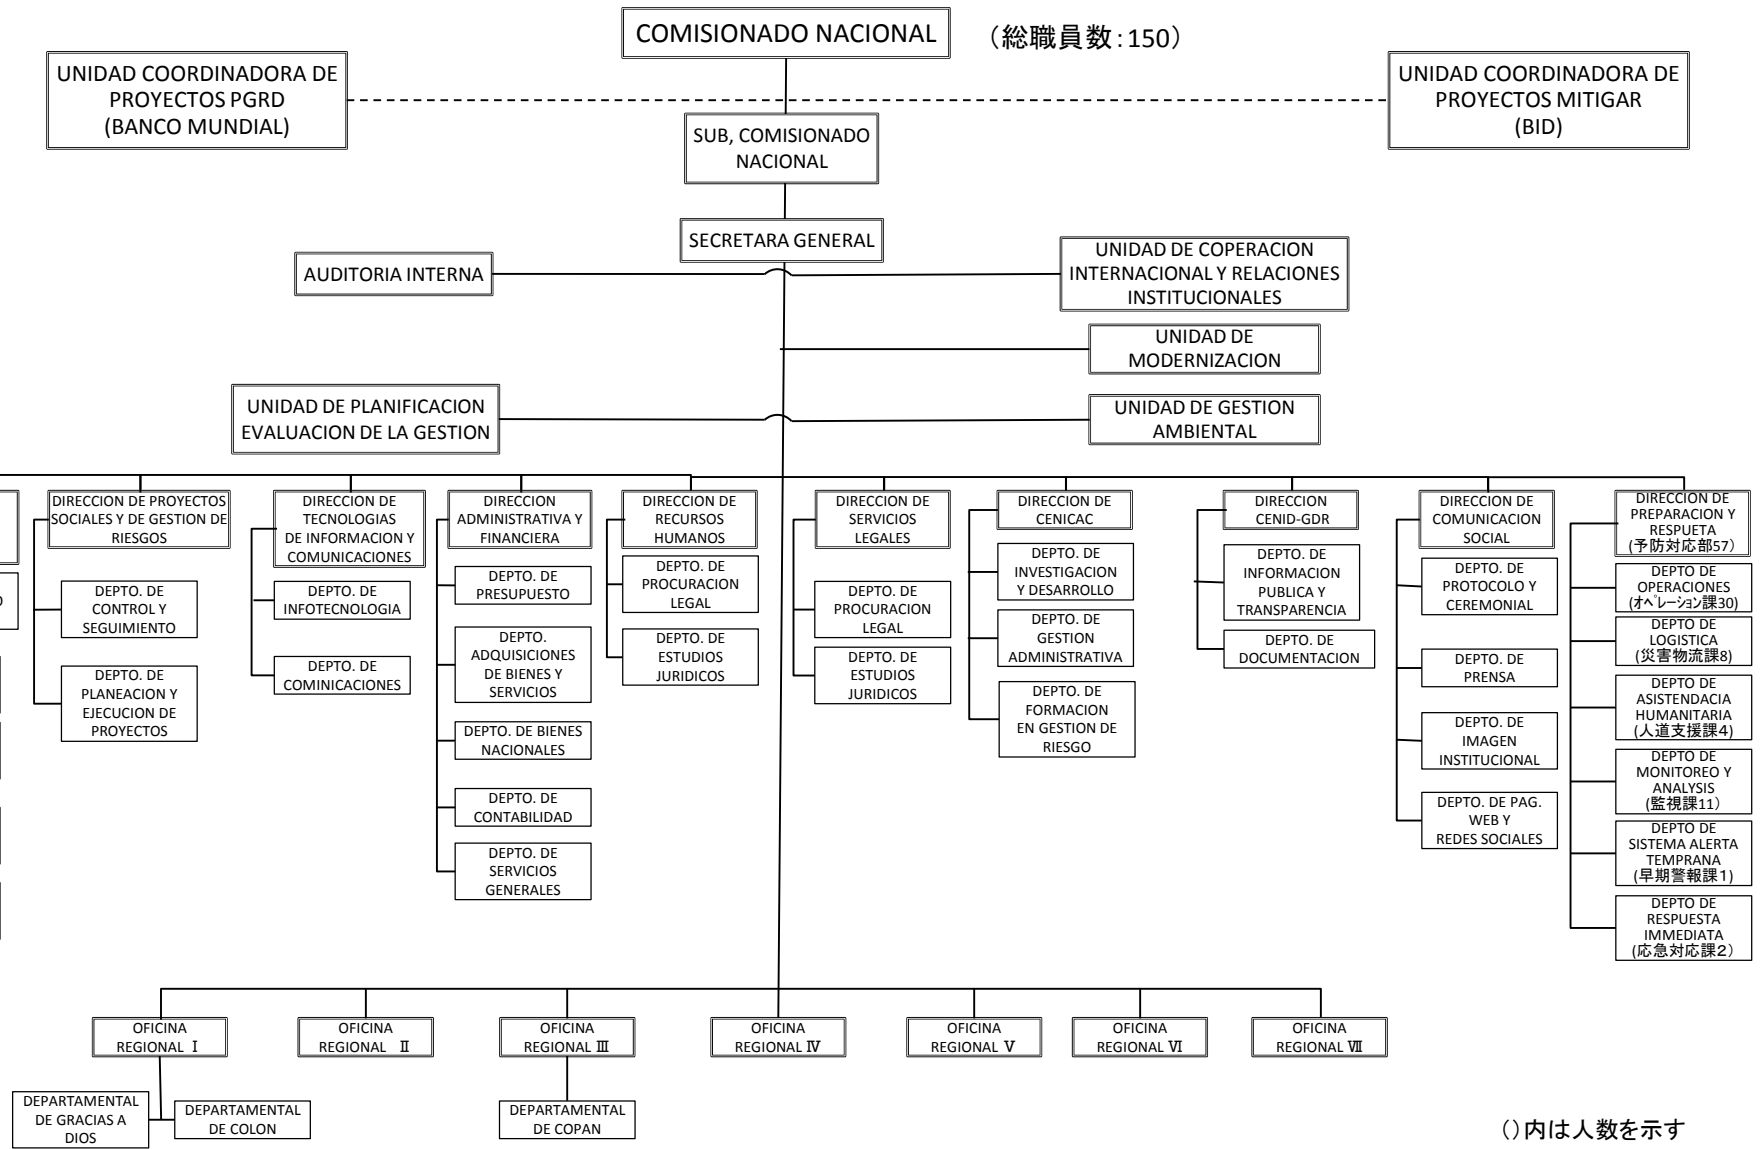 COMISIONADO NACIONAL
（総職員数：150）
UNIDAD COORDINADORA DE
PROYECTOS PGRD
(BANCO MUNDIAL)
UNIDAD COORDINADORA DE
PROYECTOS MITIGAR
(BID)
SUB, COMISIONADO
NACIONAL
SECRETARA GENERAL
AUDITORIA INTERNA
UNIDAD DE COPERACION
INTERNACIONAL Y RELACIONES
INSTITUCIONALES
UNIDAD DE
MODERNIZACION
UNIDAD DE PLANIFICACION
EVALUACION DE LA GESTION
UNIDAD DE GESTION
AMBIENTAL
DIRECCION DE PROYECTOS
SOCIALES Y DE GESTION DE
RIESGOS
DEPTO. DE
CONTROL Y
SEGUIMIENTO
DEPTO. DE
PLANEACION Y
EJECUCION DE
PROYECTOS
DIRECCION DE
TECNOLOGIAS
DE INFORMACION Y
COMUNICACIONES
DEPTO. DE
INFOTECNOLOGIA
DEPTO. DE
COMINICACIONES
DIRECCION
ADMINISTRATIVA Y
FINANCIERA
DEPTO. DE
PRESUPUESTO
DEPTO.
ADQUISICIONES
DE BIENES Y
SERVICIOS
DEPTO. DE BIENES
NACIONALES
DEPTO. DE
CONTABILIDAD
DEPTO. DE
SERVICIOS
GENERALES
DIRECCION DE
RECURSOS
HUMANOS
DEPTO. DE
PROCURACION
LEGAL
DEPTO. DE
ESTUDIOS
JURIDICOS
DIRECCION DE
SERVICIOS
LEGALES
DEPTO. DE
PROCURACION
LEGAL
DEPTO. DE
ESTUDIOS
JURIDICOS
DIRECCION DE
CENICAC
DEPTO. DE
INVESTIGACION
Y DESARROLLO
DEPTO. DE
GESTION
ADMINISTRATIVA
DEPTO. DE
FORMACION
EN GESTION DE
RIESGO
DIRECCION
CENID-GDR
DEPTO. DE
INFORMACION
PUBLICA Y
TRANSPARENCIA
DEPTO. DE
DOCUMENTACION
DIRECCION DE
COMUNICACION
SOCIAL
DEPTO. DE
PROTOCOLO Y
CEREMONIAL
DEPTO. DE
PRENSA
DEPTO. DE
IMAGEN
INSTITUCIONAL
DEPTO. DE PAG.
WEB Y
REDES SOCIALES
DIRECCION DE
PREPARACION Y
RESPUETA
(予防対応部57）
DEPTO DE
OPERACIONES
(ｵﾍﾟﾚｰｼｮﾝ課30)
DEPTO DE
LOGISTICA
(災害物流課8)
DEPTO DE
ASISTENDACIA
HUMANITARIA
(人道支援課4)
DEPTO DE
MONITOREO Y
ANALYSIS
(監視課11）
DEPTO DE
SISTEMA ALERTA
TEMPRANA
(早期警報課1)
DEPTO DE
RESPUESTA
IMMEDIATA
(応急対応課2）
OFICINA
REGIONAL Ⅰ
OFICINA
REGIONAL Ⅱ
OFICINA
REGIONAL Ⅲ
OFICINA
REGIONAL Ⅳ
OFICINA
REGIONAL Ⅴ
OFICINA
REGIONAL Ⅵ
OFICINA
REGIONAL Ⅶ
DEPARTAMENTAL
DE GRACIAS A
DIOS
DEPARTAMENTAL
DE COLON
DEPARTAMENTAL
DE COPAN
（）内は人数を示す